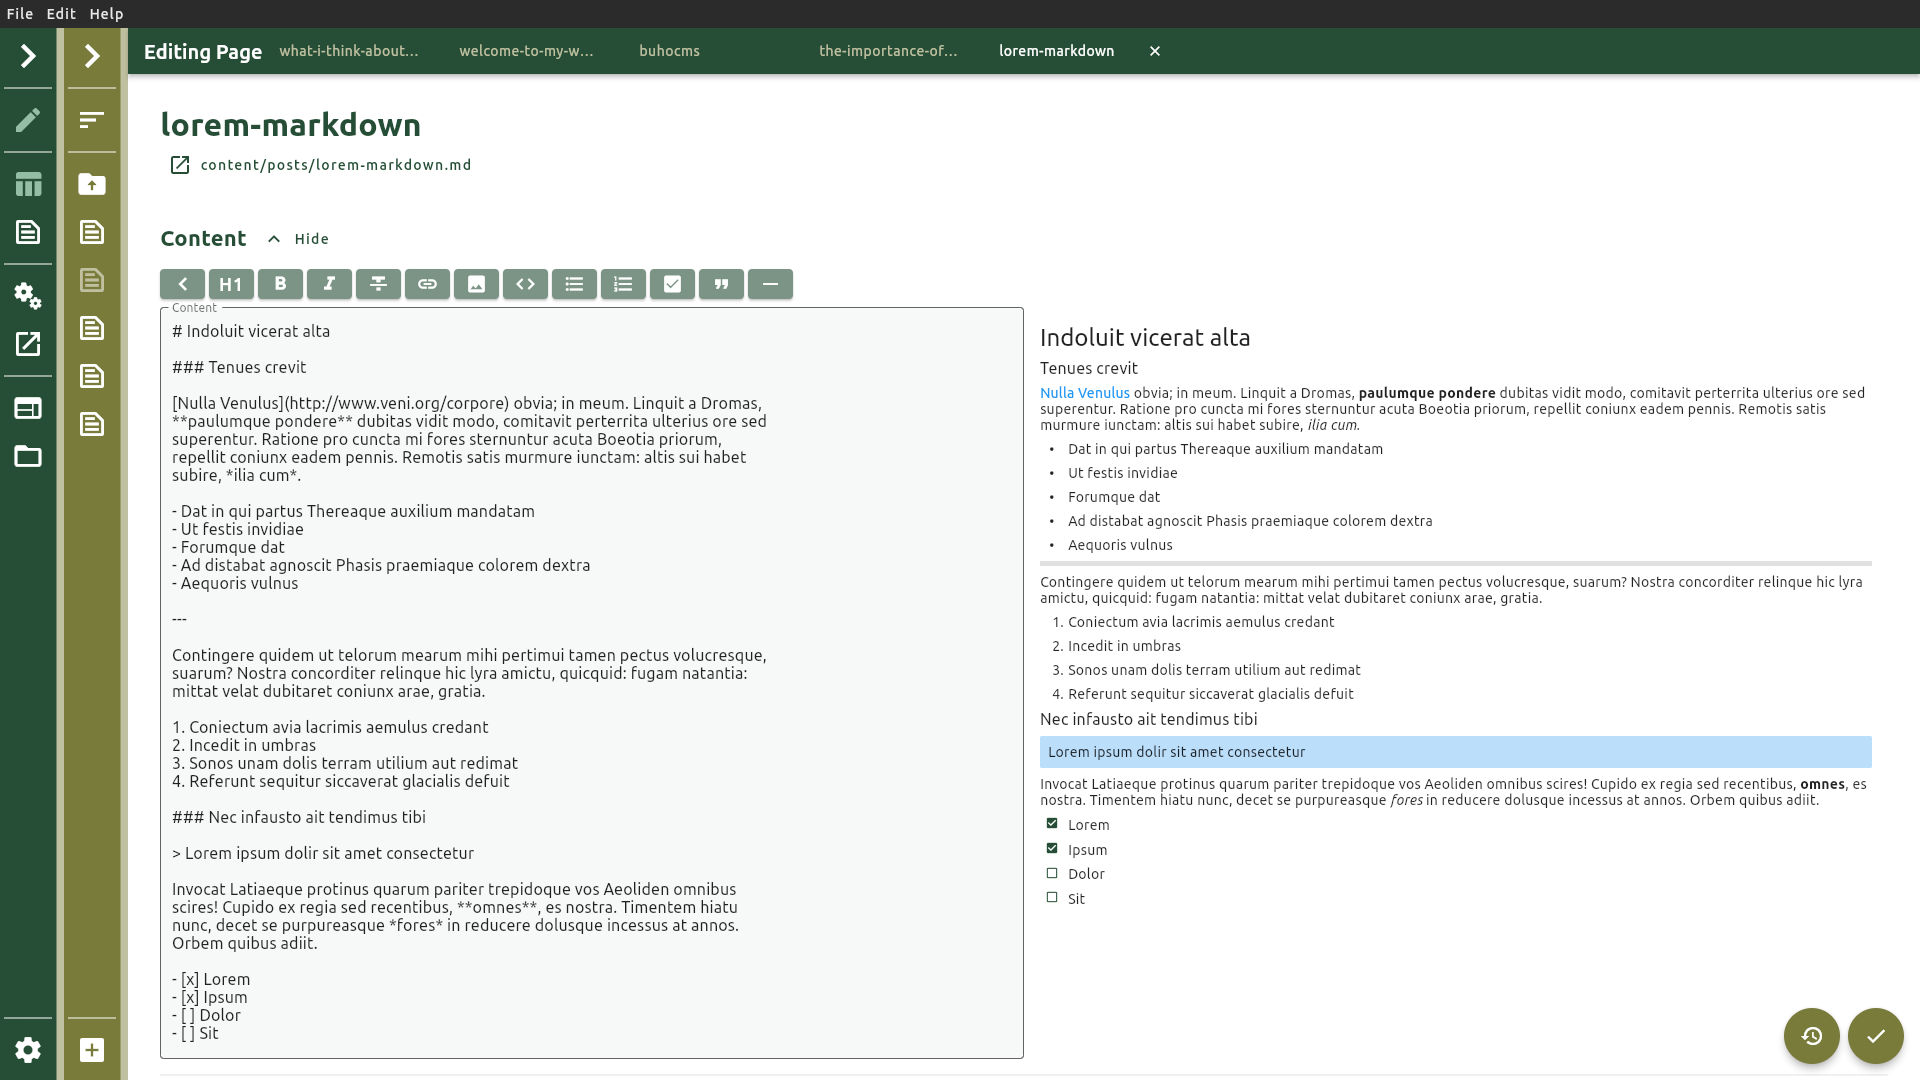 File Edit Help
Editing Page what-i-think-about... welcome-to-my-w... buhocms the-importance-of... lorem-markdown
lorem-markdown
content/posts/lorem-markdown.md
Content Hide
H1 B I
Content
# Indoluit vicerat alta
### Tenues crevit
[Nulla Venulus](http://www.veni.org/corpore) obvia; in meum. Linquit a Dromas,
**paulumque pondere** dubitas vidit modo, comitavit perterrita ulterius ore sed
superentur. Ratione pro cuncta mi fores sternuntur acuta Boeotia priorum,
repellit coniunx eadem pennis. Remotis satis murmure iunctam: altis sui habet
subire, *ilia cum*.
- Dat in qui partus Thereaque auxilium mandatam
- Ut festis invidiae
- Forumque dat
- Ad distabat agnoscit Phasis praemiaque colorem dextra
- Aequoris vulnus
---
Contingere quidem ut telorum mearum mihi pertimui tamen pectus volucresque,
suarum? Nostra concorditer relinque hic lyra amictu, quicquid: fugam natantia:
mittat velat dubitaret coniunx arae, gratia.
1. Coniectum avia lacrimis aemulus credant
2. Incedit in umbras
3. Sonos unam dolis terram utilium aut redimat
4. Referunt sequitur siccaverat glacialis defuit
### Nec infausto ait tendimus tibi
> Lorem ipsum dolir sit amet consectetur
Invocat Latiaeque protinus quarum pariter trepidoque vos Aeoliden omnibus
scires! Cupido ex regia sed recentibus, **omnes**, es nostra. Timentem hiatu
nunc, decet se purpureasque *fores* in reducere dolusque incessus at annos.
Orbem quibus adiit.
- [x] Lorem
- [x] Ipsum
- [ ] Dolor
- [ ] Sit
Indoluit vicerat alta
Tenues crevit
Nulla Venulus obvia; in meum. Linquit a Dromas, paulumque pondere dubitas vidit modo, comitavit perterrita ulterius ore sed
superentur. Ratione pro cuncta mi fores sternuntur acuta Boeotia priorum, repellit coniunx eadem pennis. Remotis satis
murmure iunctam: altis sui habet subire, ilia cum.
• Dat in qui partus Thereaque auxilium mandatam
• Ut festis invidiae
• Forumque dat
• Ad distabat agnoscit Phasis praemiaque colorem dextra
• Aequoris vulnus
Contingere quidem ut telorum mearum mihi pertimui tamen pectus volucresque, suarum? Nostra concorditer relinque hic lyra
amictu, quicquid: fugam natantia: mittat velat dubitaret coniunx arae, gratia.
1. Coniectum avia lacrimis aemulus credant
2. Incedit in umbras
3. Sonos unam dolis terram utilium aut redimat
4. Referunt sequitur siccaverat glacialis defuit
Nec infausto ait tendimus tibi
Lorem ipsum dolir sit amet consectetur
Invocat Latiaeque protinus quarum pariter trepidoque vos Aeoliden omnibus scires! Cupido ex regia sed recentibus, omnes, es
nostra. Timentem hiatu nunc, decet se purpureasque fores in reducere dolusque incessus at annos. Orbem quibus adiit.
Lorem
Ipsum
Dolor
Sit